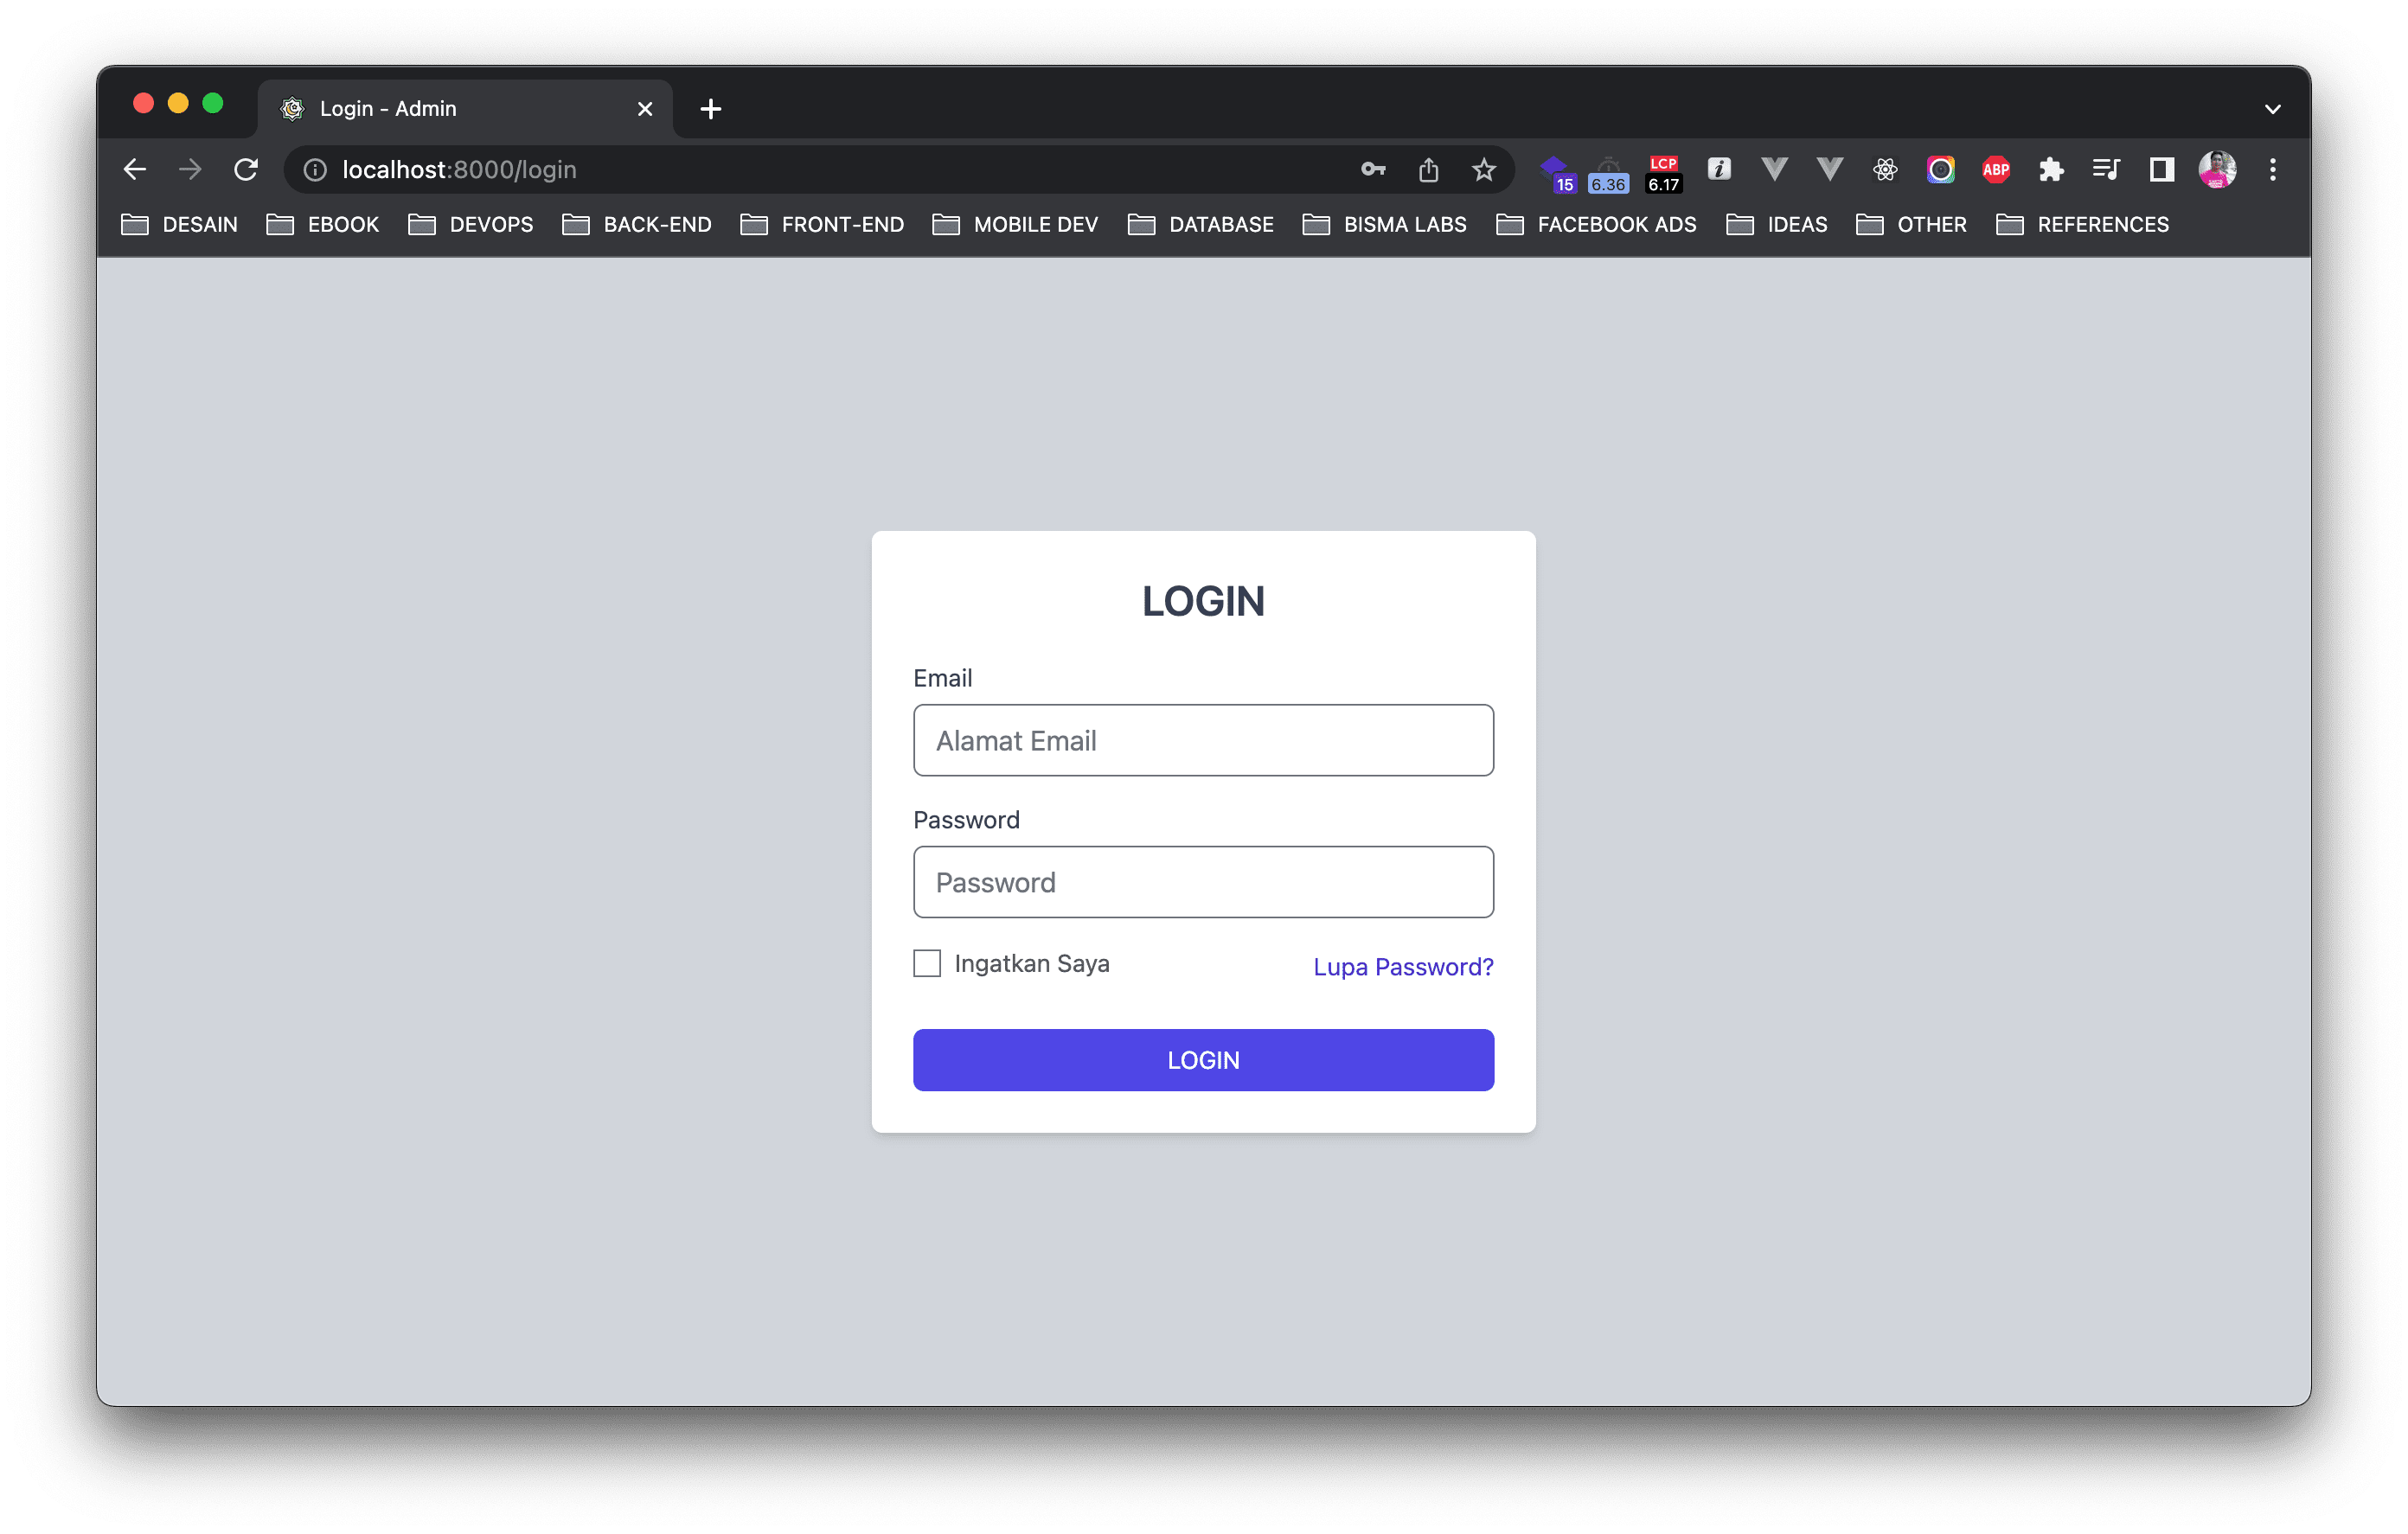 Login - Admin
localhost:8000/login
15
6.36
LCP
6.17
ABP
DESAIN EBOOK DEVOPS BACK-END FRONT-END MOBILE DEV DATABASE BISMA LABS FACEBOOK ADS IDEAS OTHER REFERENCES
LOGIN
Email
Alamat Email
Password
Password
Ingatkan Saya Lupa Password?
LOGIN